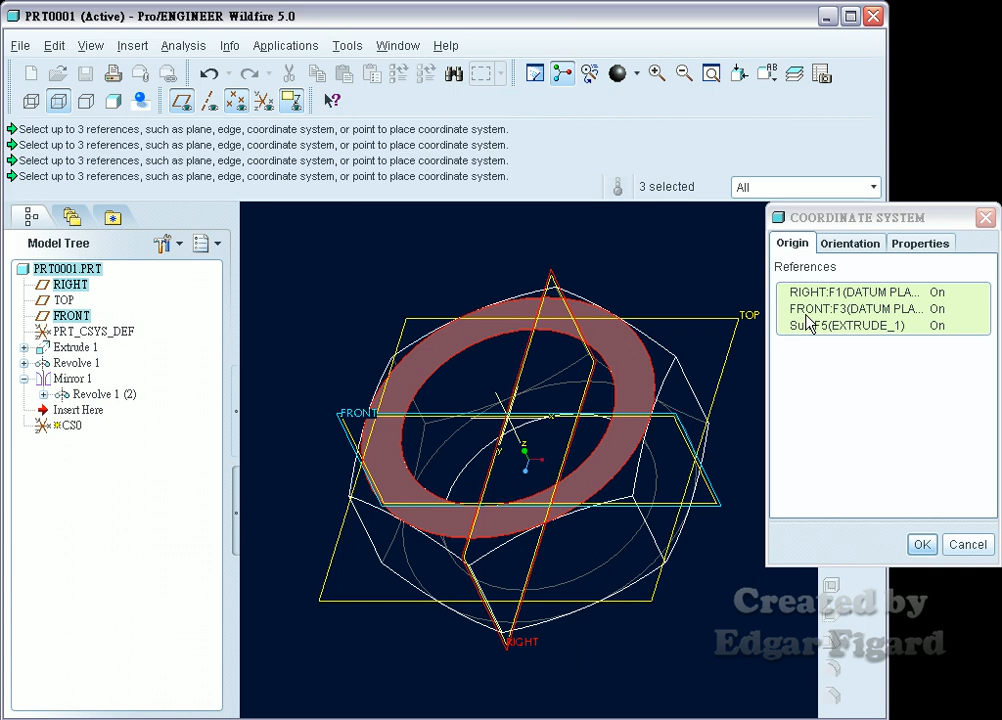 PRT0001 (Active) - Pro/ENGINEER Wildfire 5.0
File Edit View Insert Analysis Info Applications Tools Window Help
Select up to 3 references, such as plane, edge, coordinate system, or point to place coordinate system.
Select up to 3 references, such as plane, edge, coordinate system, or point to place coordinate system.
Select up to 3 references, such as plane, edge, coordinate system, or point to place coordinate system.
Select up to 3 references, such as plane, edge, coordinate system, or point to place coordinate system.
3 selected All
Model Tree
PRT0001.PRT
RIGHT
TOP
FRONT
PRT_CSYS_DEF
Extrude 1
Revolve 1
Mirror 1
Revolve 1 (2)
Insert Here
CS0
TOP
FRONT
Z
Y
RIGHT
COORDINATE SYSTEM
Origin Orientation Properties
References
RIGHT:F1(DATUM PLA... On
FRONT:F3(DATUM PLA... On
F5(EXTRUDE_1) On
OK Cancel
Created by
Edgar Figard